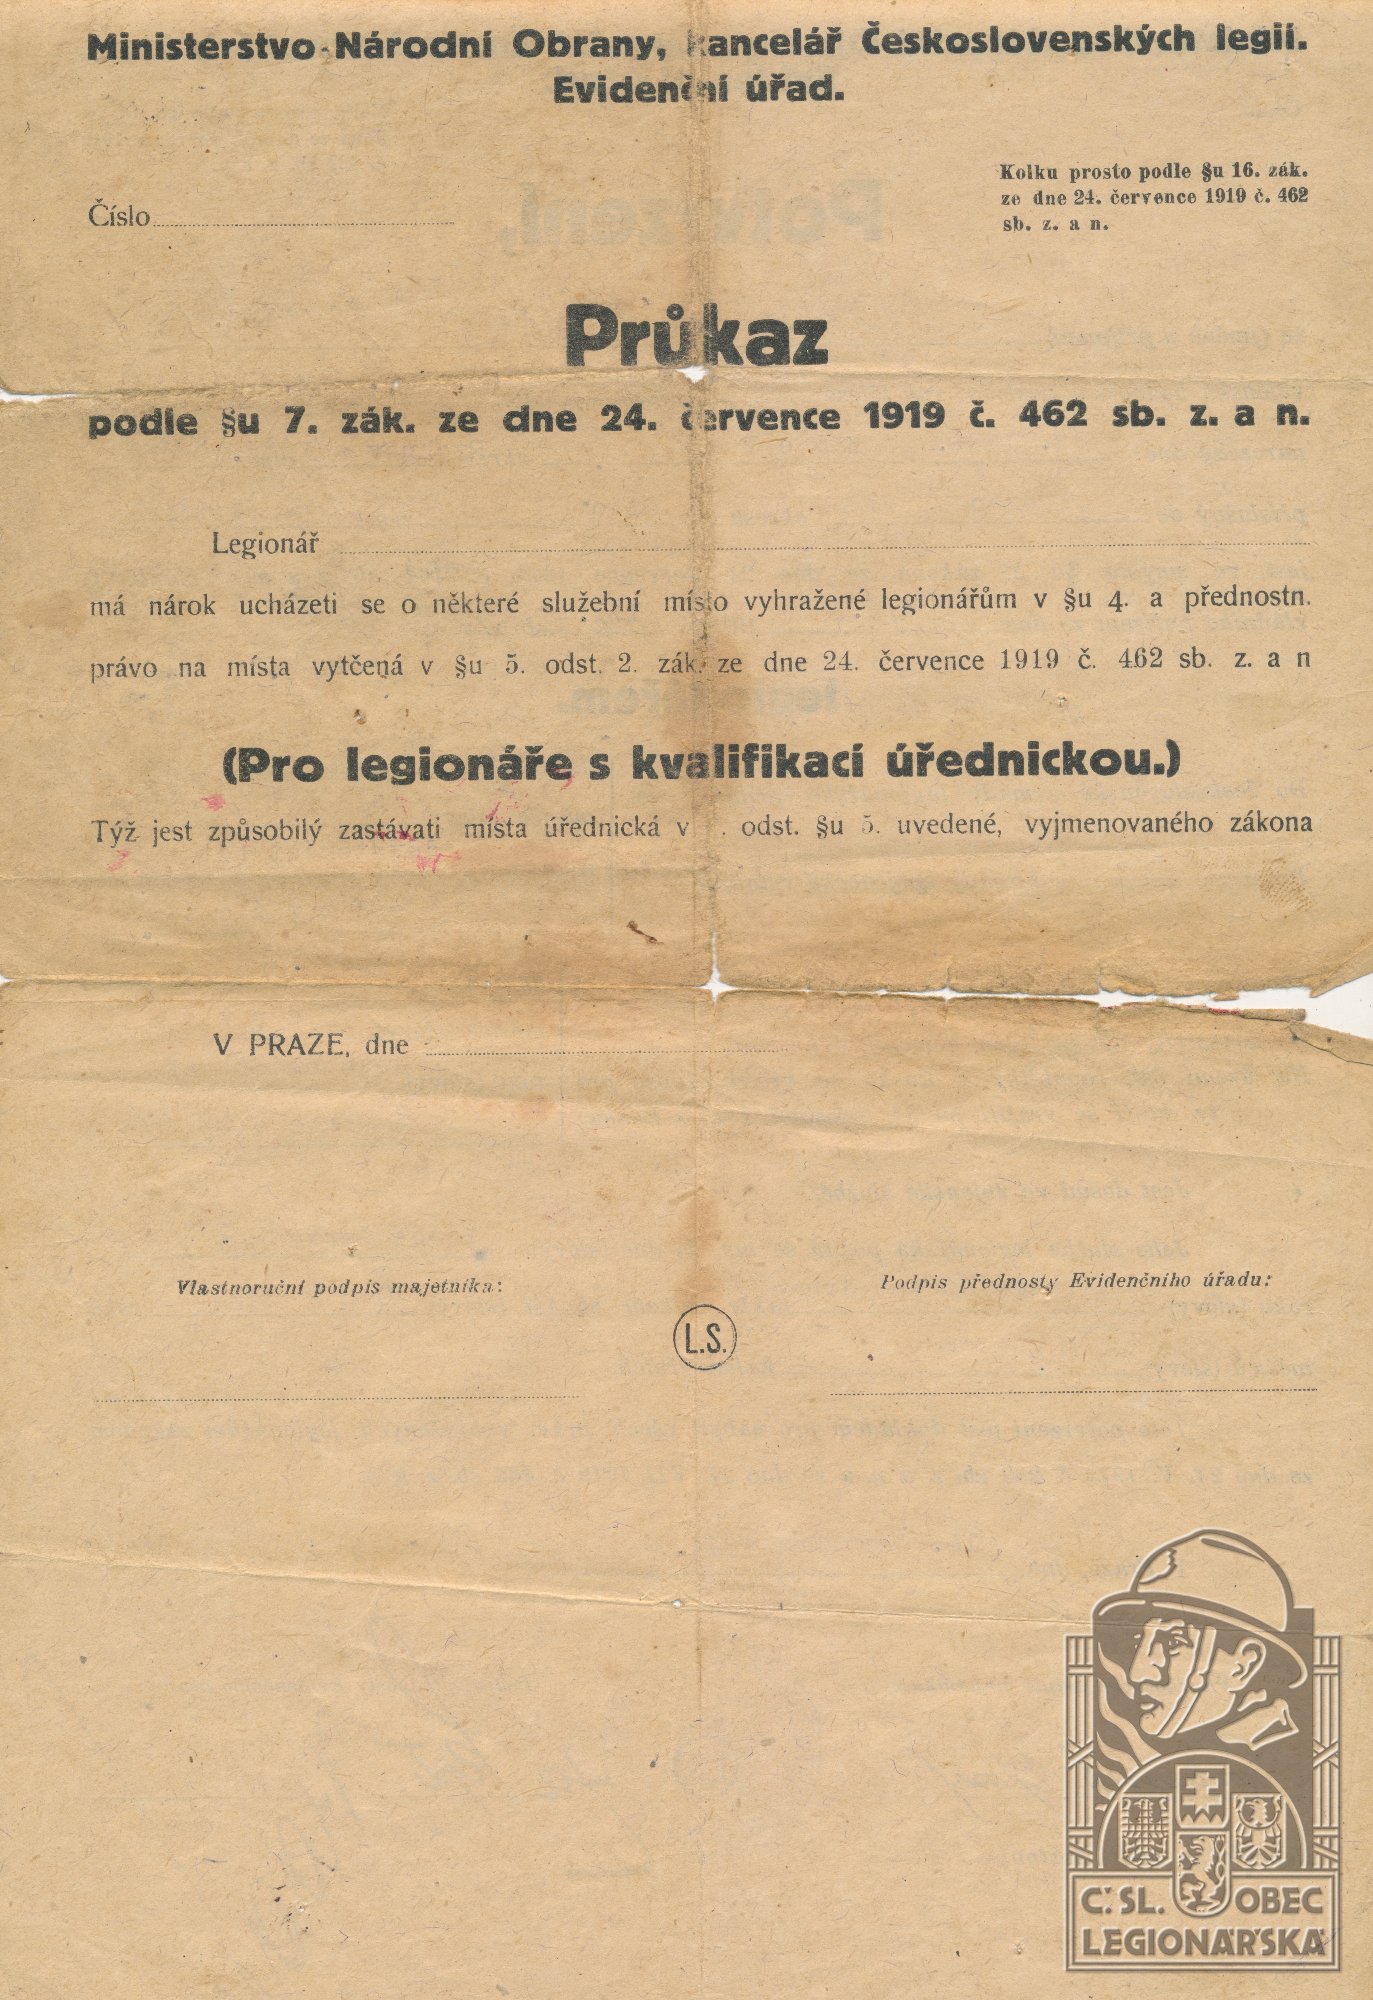 Ministerstvo Národní Obrany, kancelář Československých legií.
Evidenční úřad.
Kolku prosto podle §u 16. zák.
ze dne 24. července 1919 č. 462
sb. z. a n.
Číslo
Průkaz
podle §u 7. zák. ze dne 24. července 1919 č. 462 sb. z. a n.
Legionář
má nárok ucházeti se o některé služební místo vyhražené legionářům v §u 4. a přednostn.
právo na místa vytčená v §u 5. odst. 2. zák. ze dne 24. července 1919 č. 462 sb. z. a n
(Pro legionáře s kvalifikací úřednickou.)
Týž jest způsobilý zastávati místa úřednická v . odst. §u 5. uvedené, vyjmenovaného zákona
V PRAZE, dne
Vlastnoruční podpis majetníka:
Podpis přednosty Evidenčního úřadu:
L.S.
Č. SL. OBEC
LEGIONÁŘSKÁ